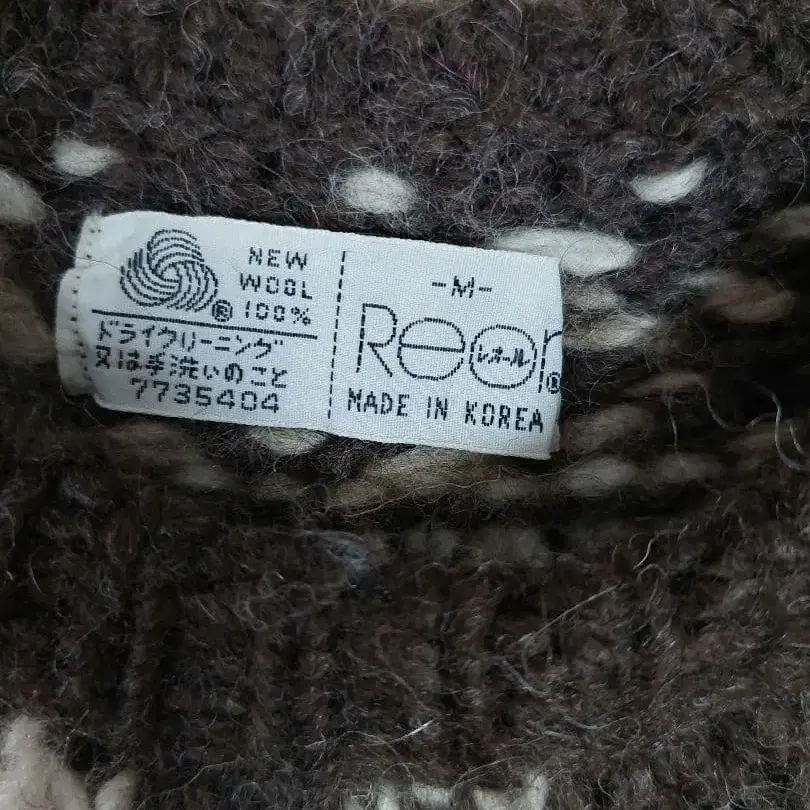 NEW
WOOL
® 100%
ドライクリーニング
又は手洗いのこと
7735404
-M-
Reor®
レオール
MADE IN KOREA